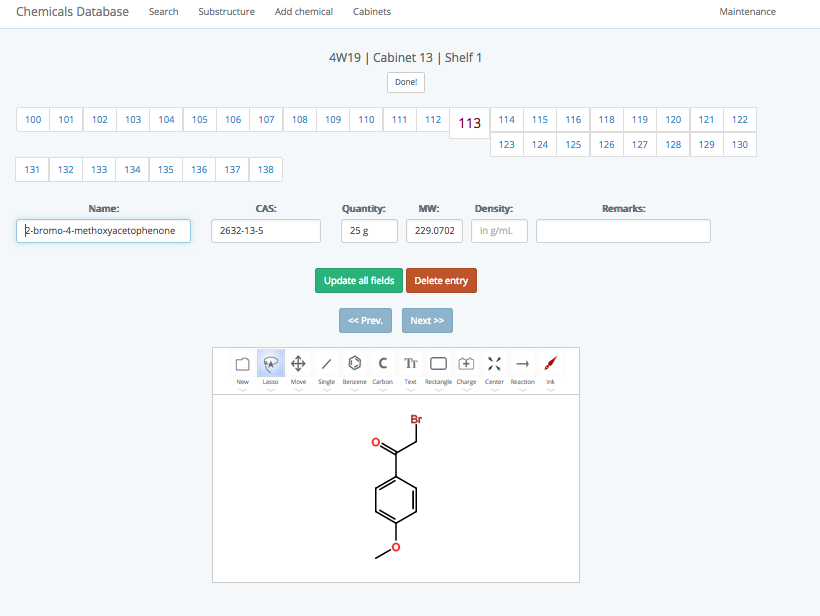 Chemicals Database Search Substructure Add chemical Cabinets Maintenance
4W19 | Cabinet 13 | Shelf 1
Done!
100 101 102 103 104 105 106 107 108 109 110 111 112 113 114 115 116 118 119 120 121 122
123 124 125 126 127 128 129 130
131 132 133 134 135 136 137 138
Name: CAS: Quantity: MW: Density: Remarks:
2-bromo-4-methoxyacetophenone 2632-13-5 25 g 229.0702 in g/mL
Update all fields Delete entry
<< Prev. Next >>
C TT
New Lasso Move Single Benzene Carbon Text Rectangle Charge Center Reaction Ink
Br
O
O